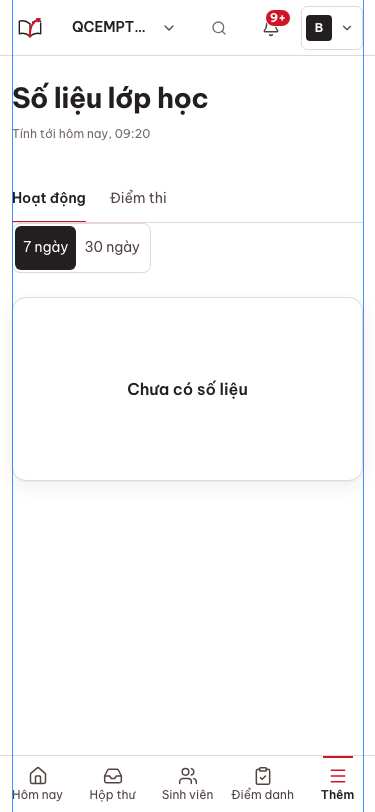 QCEMPT...
9+
B
Số liệu lớp học
Tính tới hôm nay, 09:20
Hoạt động Điểm thi
7 ngày 30 ngày
Chưa có số liệu
Hôm nay Hộp thư Sinh viên Điểm danh Thêm